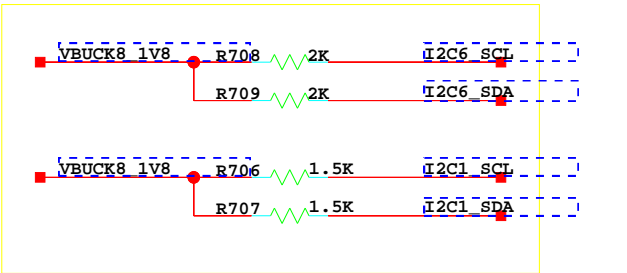 VBUCK8_1V8 R708 2K I2C6_SCL
R709 2K I2C6_SDA
VBUCK8_1V8 R706 1.5K I2C1_SCL
R707 1.5K I2C1_SDA